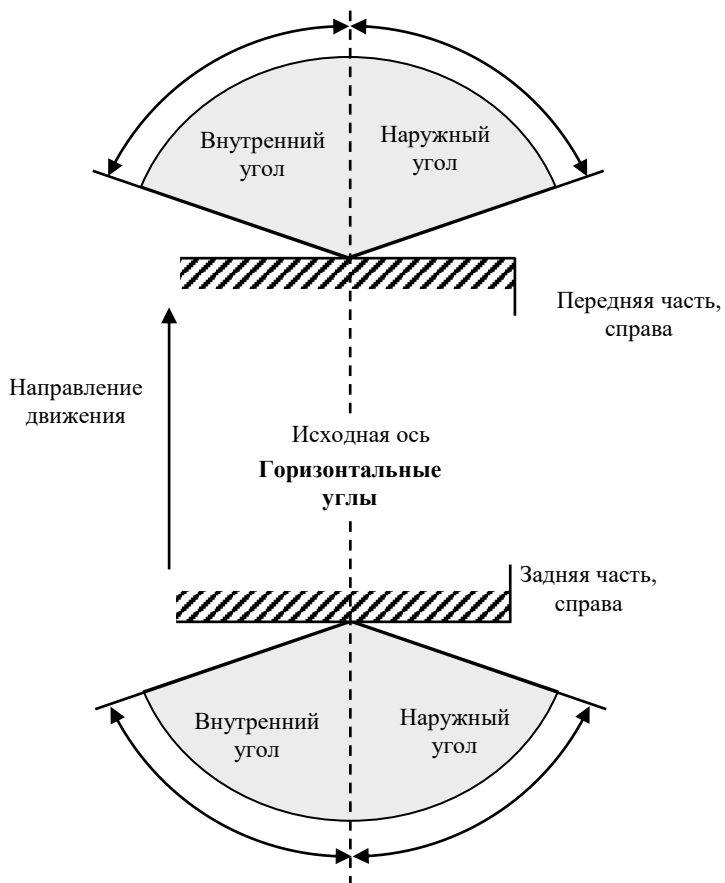 Внутренний
угол
Наружный
угол
Передняя часть,
справа
Направление
движения
Исходная ось
Горизонтальные
углы
Задняя часть,
справа
Внутренний
угол
Наружный
угол